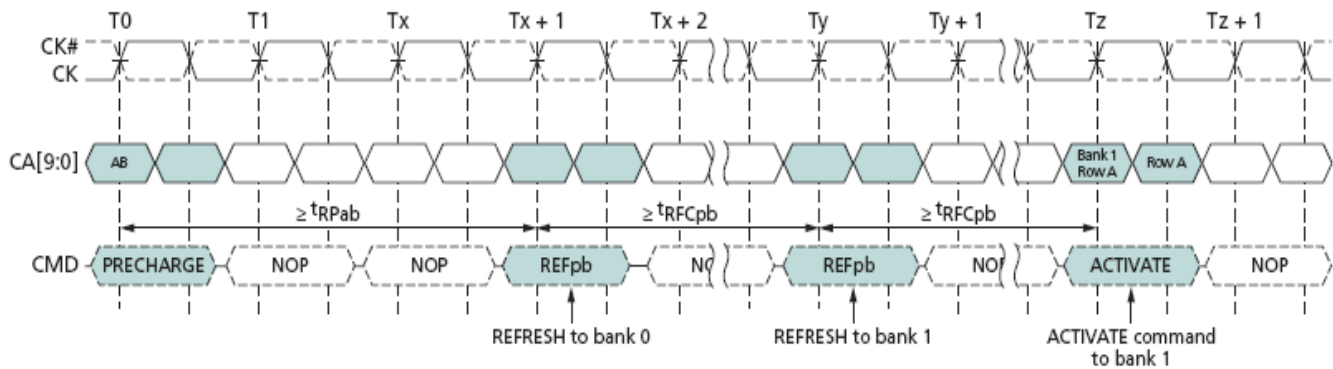 T0 T1 Tx Tx + 1 Tx + 2 Ty Ty + 1 Tz Tz + 1
CK#
CK
CA[9:0] AB Bank 1 Row A Row A
≥ tRPab ≥ tRFCpb ≥ tRFCpb
CMD PRECHARGE NOP NOP REFpb REFpb ACTIVATE NOP
REFRESH to bank 0 REFRESH to bank 1 ACTIVATE command
to bank 1